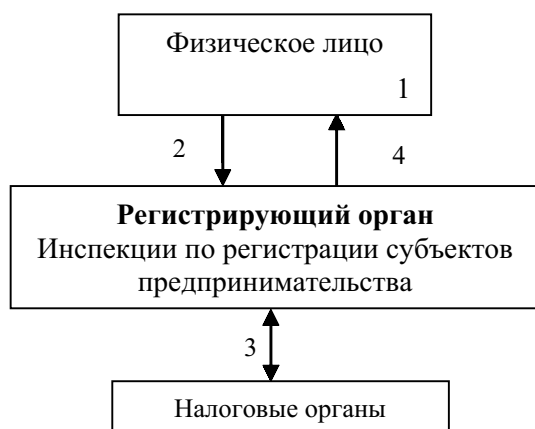 Физическое лицо
1
2
4
Регистрирующий орган
Инспекции по регистрации субъектов
предпринимательства
3
Налоговые органы